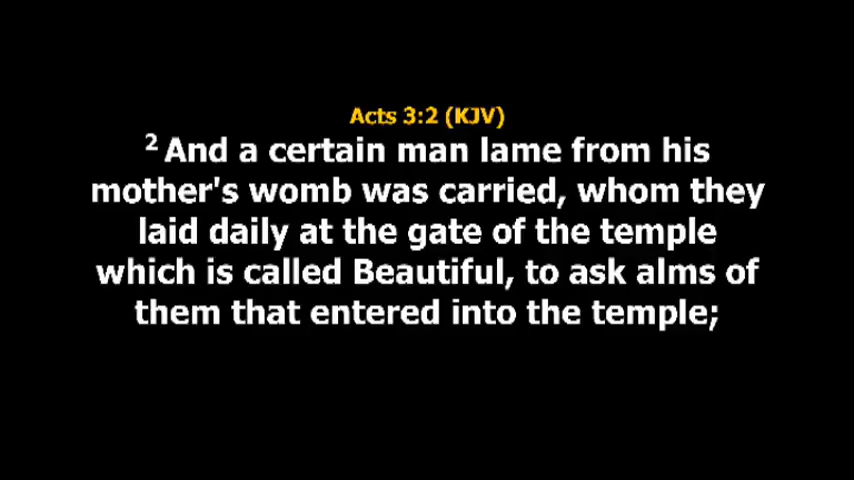 Acts 3:2 (KJV)
2 And a certain man lame from his
mother's womb was carried, whom they
laid daily at the gate of the temple
which is called Beautiful, to ask alms of
them that entered into the temple;